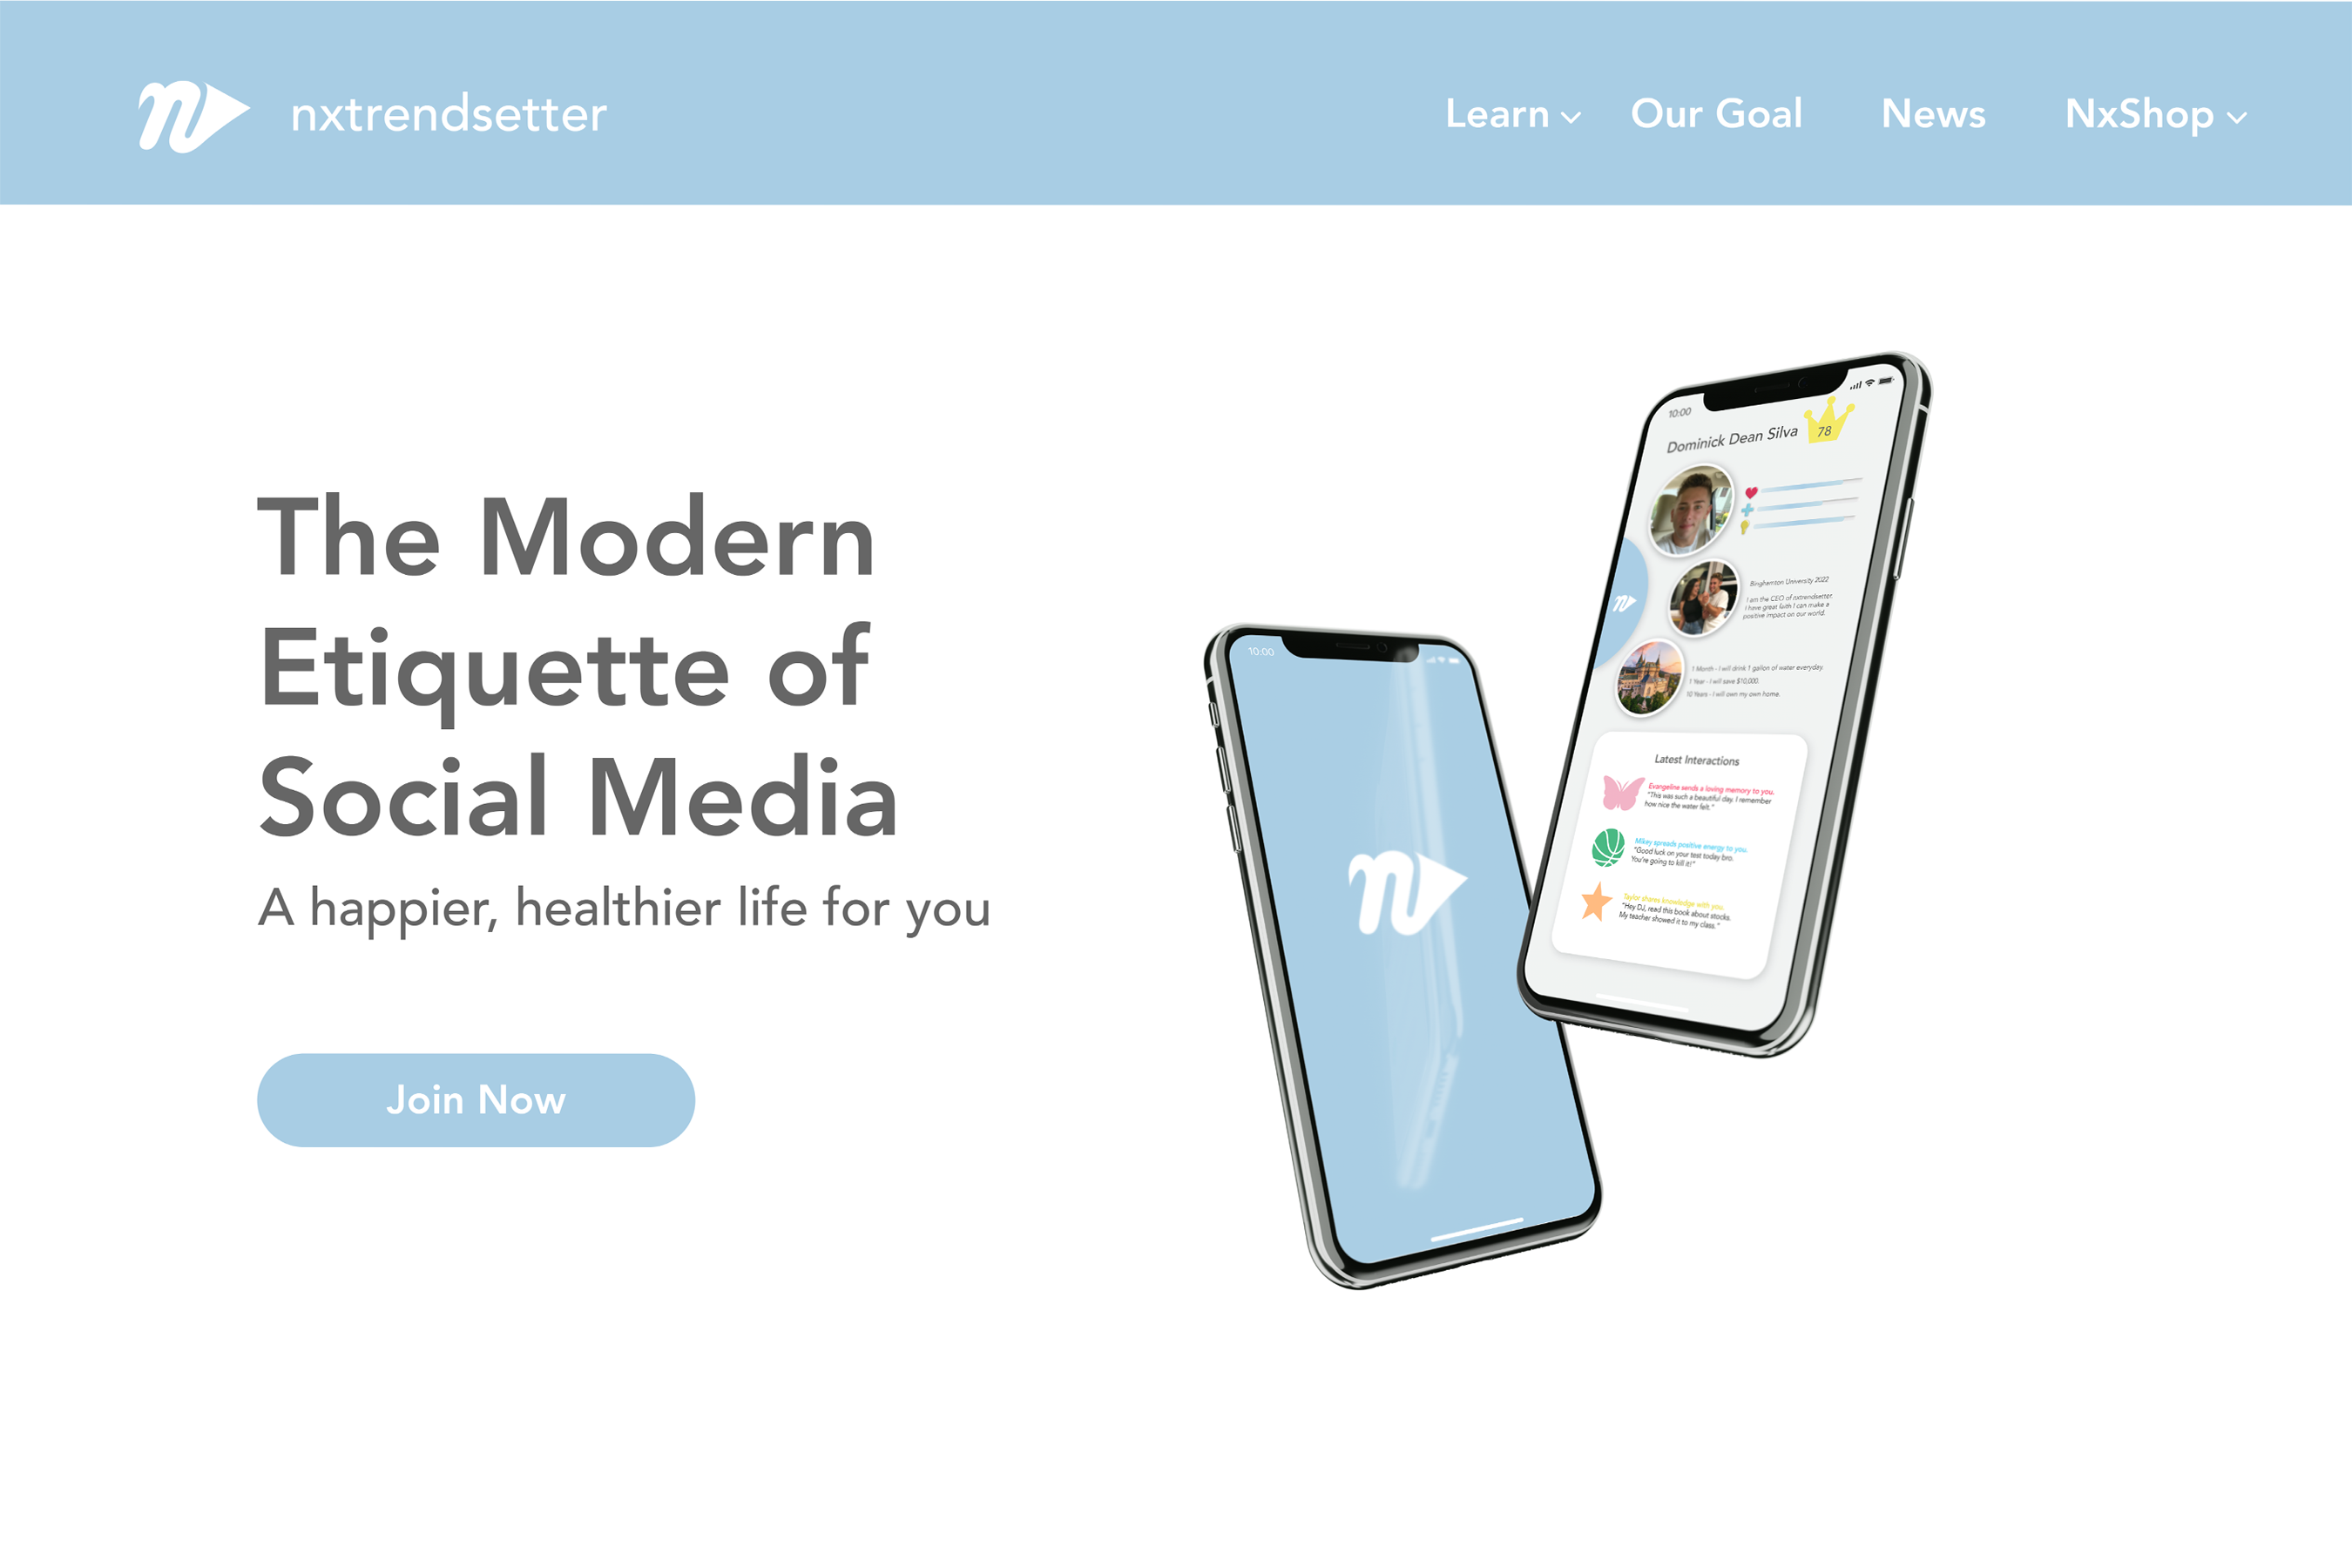 nxtrendsetter
Learn
Our Goal
News
NxShop
The Modern
Etiquette of
Social Media
A happier, healthier life for you
Join Now
10:00
10:00
Dominick Dean Silva
78
Binghamton University 2022
I am the CEO of nxtrendsetter.
I have great faith I can make a
positive impact on our world.
1 Month - I will drink 1 gallon of water everyday.
1 Year - I will save $10,000.
10 Years - I will own my own home.
Latest Interactions
Evangeline sends a loving memory to you.
"This was such a beautiful day. I remember
how nice the water felt."
Mikey spreads positive energy to you.
"Good luck on your test today bro.
You're going to kill it!"
Taylor shares knowledge with you.
"Hey DJ, read this book about stocks.
My teacher showed it to my class."